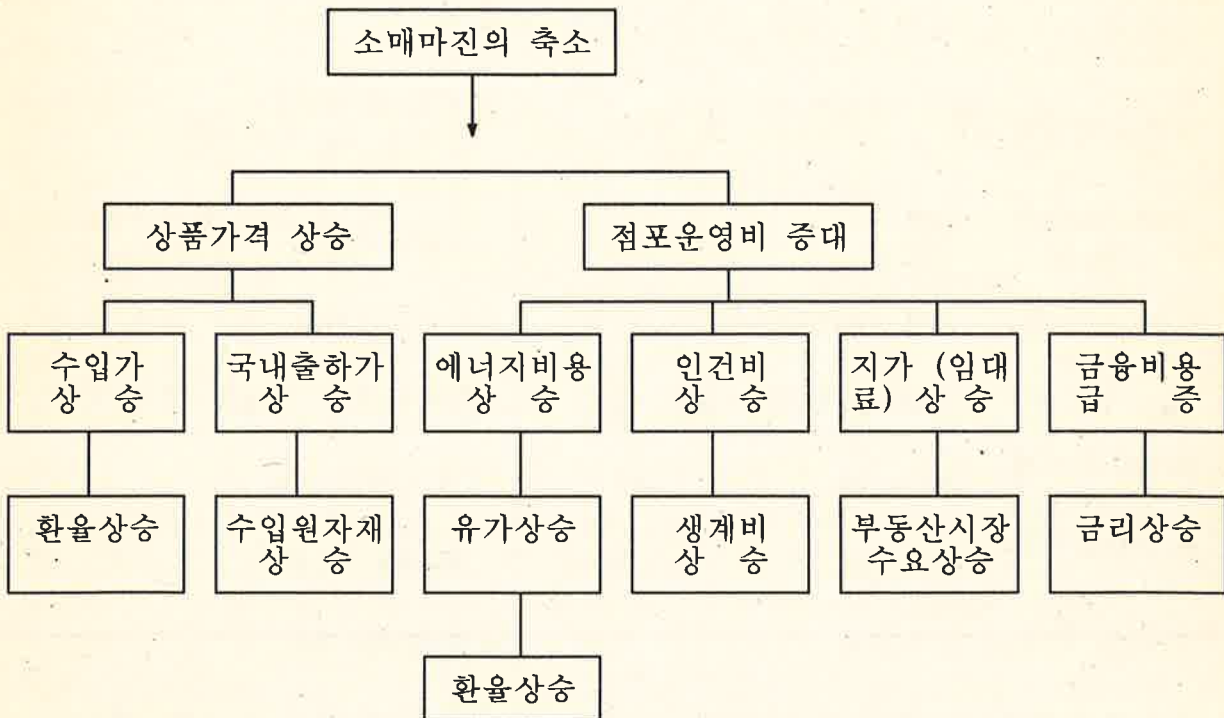 소매마진의 축소
상품가격 상승
점포운영비 증대
수입가
상 승
국내출하가
상 승
에너지비용
상 승
인건비
상 승
지가 (임대
료) 상 승
금융비용
급 증
환율상승
수입원자재
상 승
유가상승
생계비
상 승
부동산시장
수요상승
금리상승
환율상승